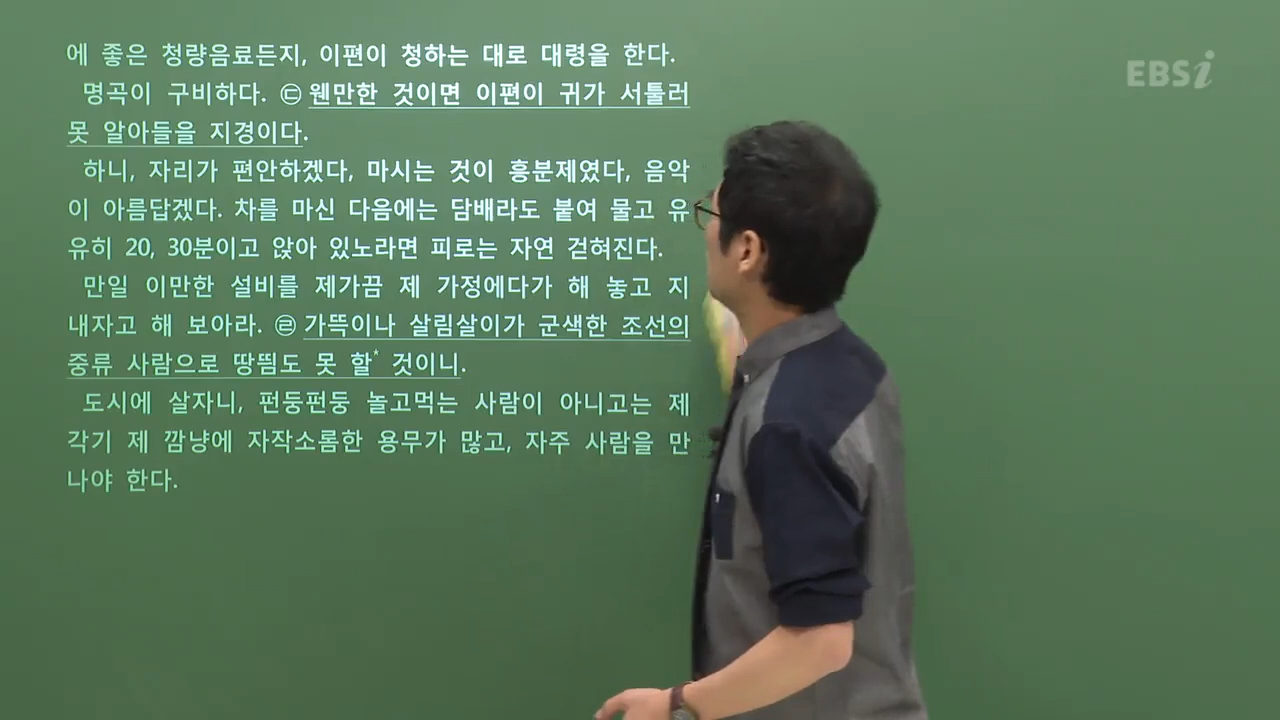 에 좋은 청량음료든지, 이편이 청하는 대로 대령을 한다.
명곡이 구비하다. ㉢ 웬만한 것이면 이편이 귀가 서툴러
못 알아들을 지경이다.
하니, 자리가 편안하겠다, 마시는 것이 흥분제였다, 음악
이 아름답겠다. 차를 마신 다음에는 담배라도 붙여 물고 유
유히 20, 30분이고 앉아 있노라면 피로는 자연 걷혀진다.
만일 이만한 설비를 제가끔 제 가정에다가 해 놓고 지
내자고 해 보아라. ㉣ 가뜩이나 살림살이가 군색한 조선의
중류 사람으로 땅띔도 못 할* 것이니.
도시에 살자니, 펀둥펀둥 놀고먹는 사람이 아니고는 제
각기 제 깜냥에 자작소롬한 용무가 많고, 자주 사람을 만
나야 한다.
EBSi